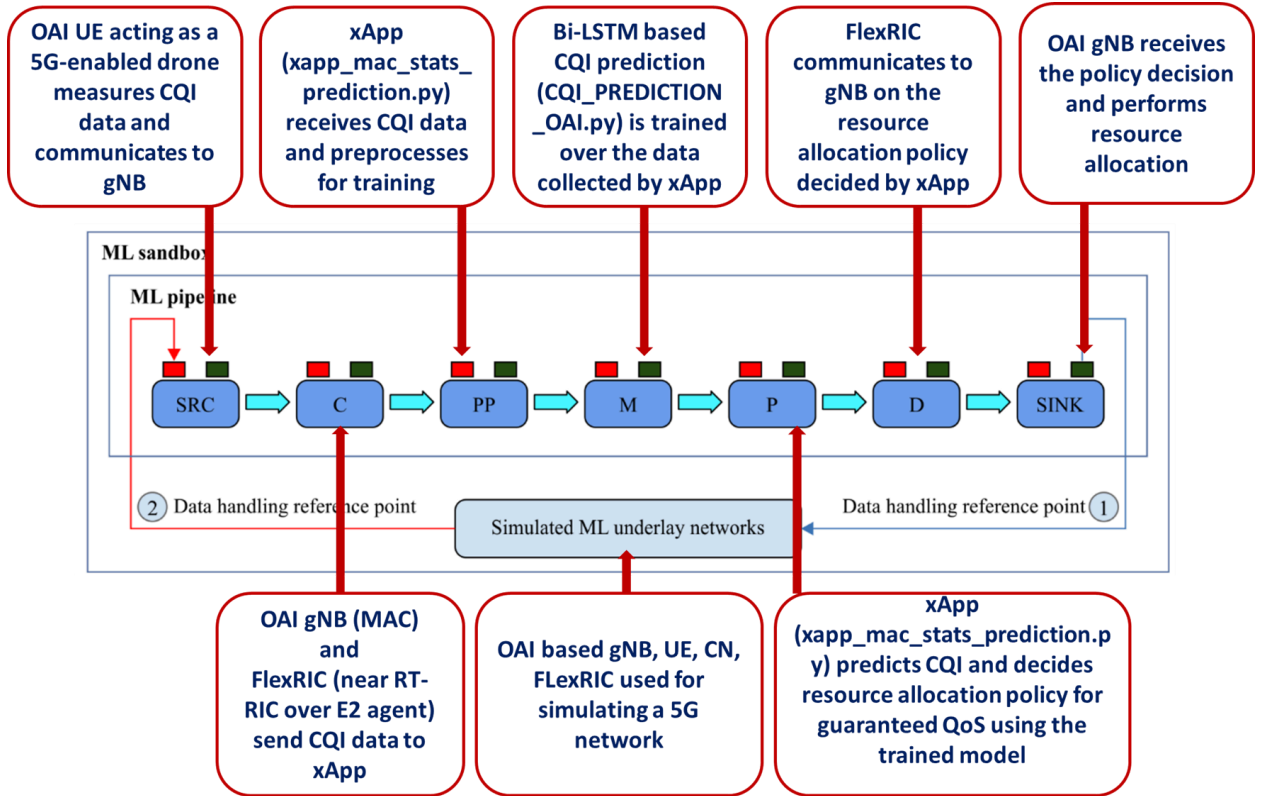 OAI UE acting as a
5G-enabled drone
measures CQI
data and
communicates to
gNB
xApp
(xapp_mac_stats_
prediction.py)
receives CQI data
and preprocesses
for training
Bi-LSTM based
CQI prediction
(CQI_PREDICTION
_OAI.py) is trained
over the data
collected by xApp
FlexRIC
communicates to
gNB on the
resource
allocation policy
decided by xApp
OAI gNB receives
the policy decision
and performs
resource
allocation
ML sandbox
ML pipeline
SRC
C
PP
M
P
D
SINK
2 Data handling reference point
Simulated ML underlay networks
Data handling reference point 1
OAI gNB (MAC)
and
FlexRIC (near RT-
RIC over E2 agent)
send CQI data to
xApp
OAI based gNB, UE, CN,
FLexRIC used for
simulating a 5G
network
xApp
(xapp_mac_stats_prediction.p
y) predicts CQI and decides
resource allocation policy for
guaranteed QoS using the
trained model